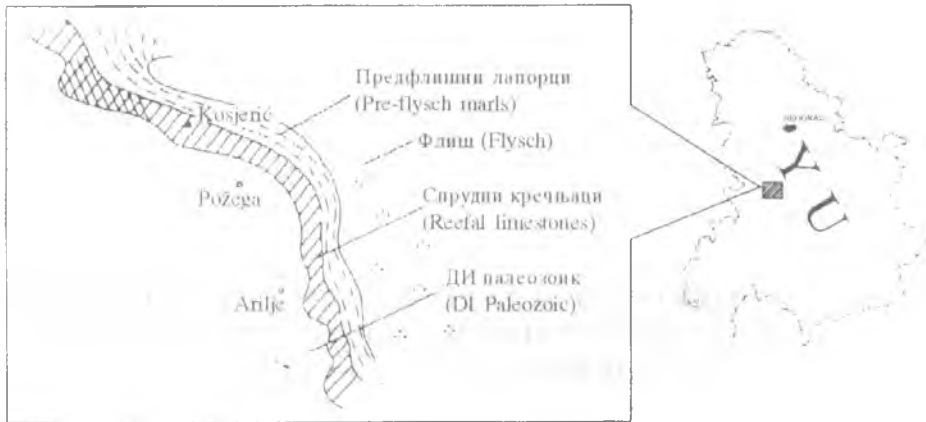 Предфлишни лапорци
(Pre-flysch marls)
Kosjerić
Флиш (Flysch)
Požega
Спрудни кречњаци
(Reefal limestones)
Arilje
ДИ палеозоик
(DI Paleozoic)
YU